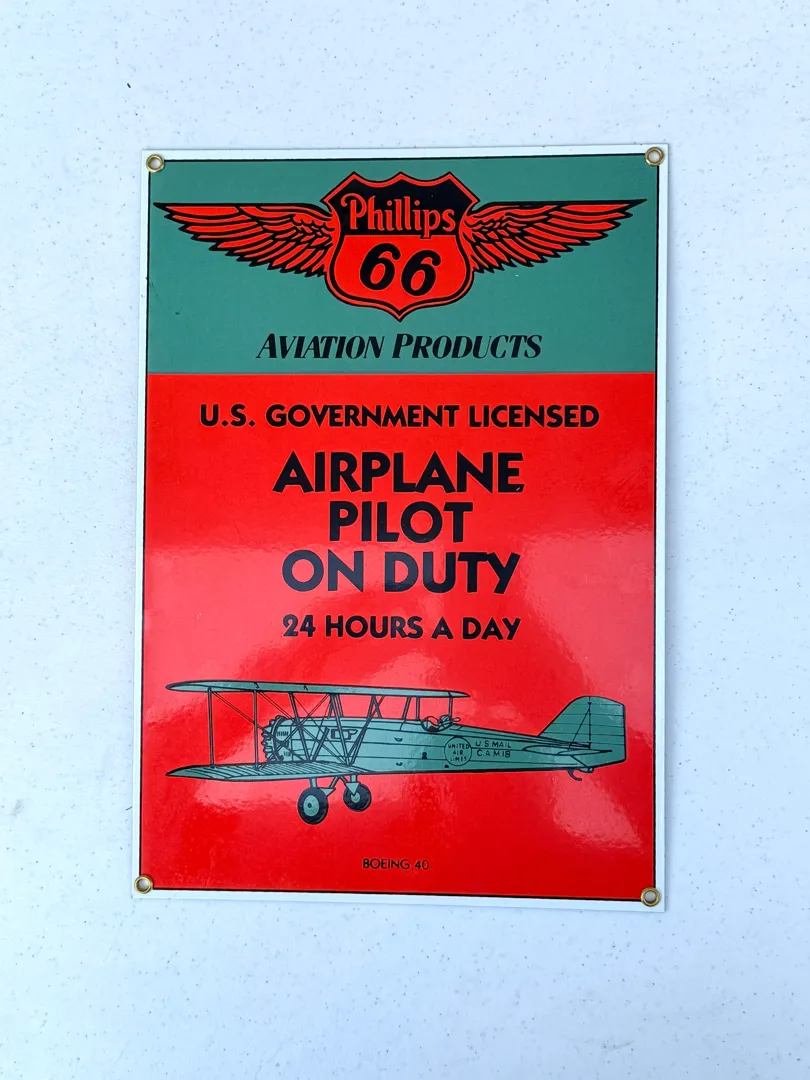 Phillips
66
AVIATION PRODUCTS
U.S. GOVERNMENT LICENSED
AIRPLANE
PILOT
ON DUTY
24 HOURS A DAY
UNITED
AIR
LINES
U S MAIL
C.A.M 18
BOEING 40